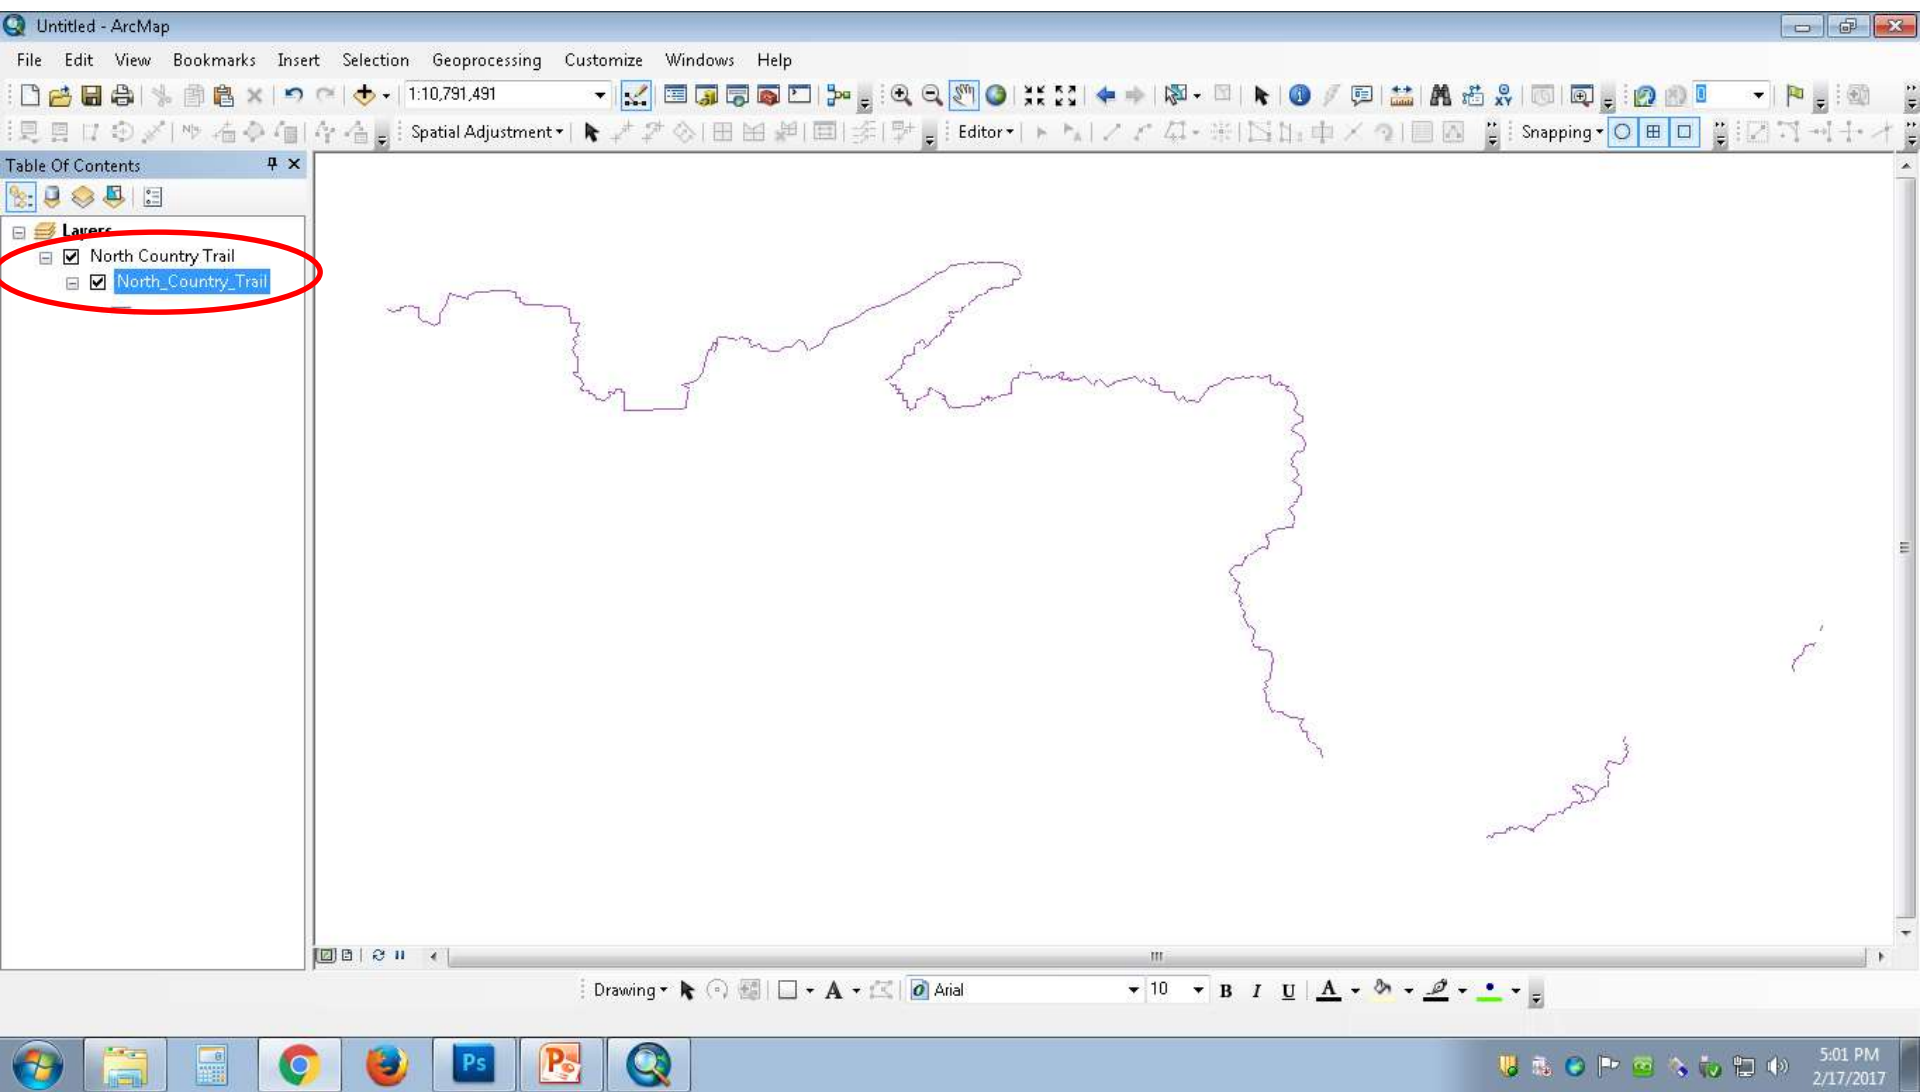 Untitled - ArcMap
File Edit View Bookmarks Insert Selection Geoprocessing Customize Windows Help
1:10,791,491
Spatial Adjustment Editor Snapping
Table Of Contents
Layers
North Country Trail
North_Country_Trail
Drawing A Arial 10 B I U A
Ps
5:01 PM
2/17/2017